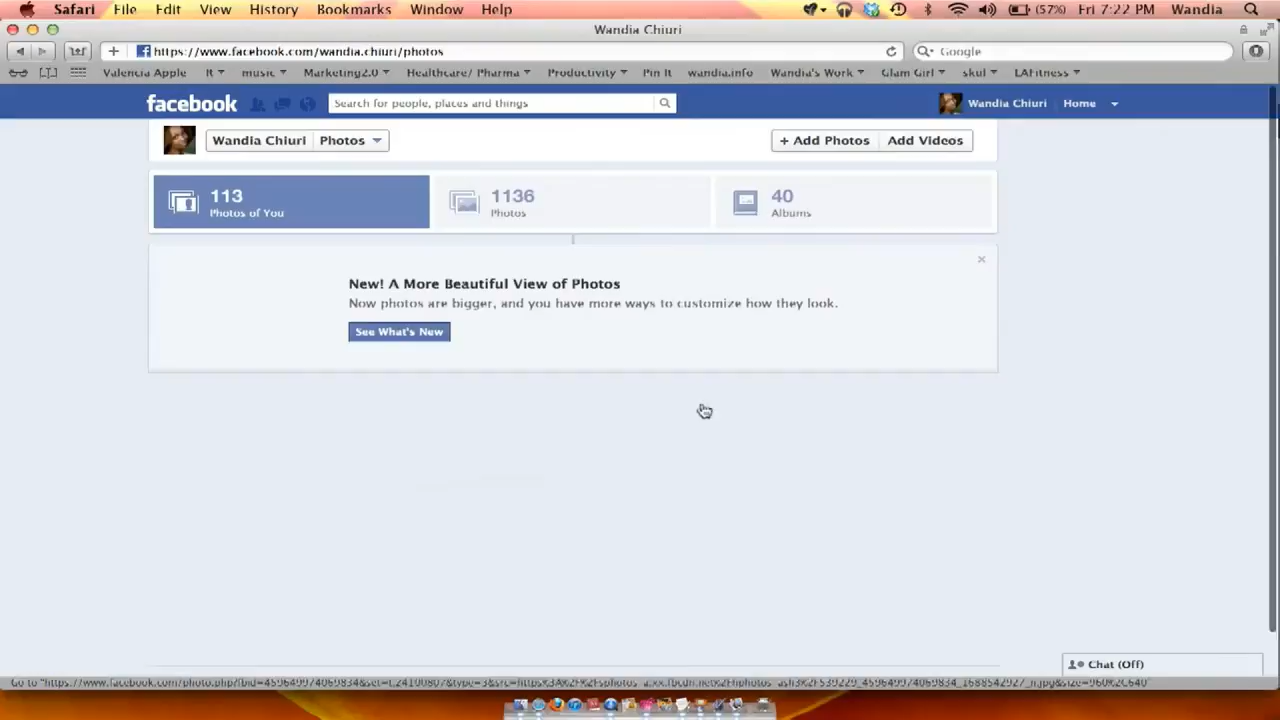 Safari File Edit View History Bookmarks Window Help (57%) Fri 7:22 PM Wandia
Wandia Chiuri
https://www.facebook.com/wandia.chiuri/photos Google
Valencia Apple It music Marketing2.0 Healthcare/ Pharma Productivity Pin It wandia.info Wandia's Work Glam Girl skul LAFitness
facebook Search for people, places and things Wandia Chiuri Home
Wandia Chiuri Photos + Add Photos Add Videos
113 1136 40
Photos of You Photos Albums
New! A More Beautiful View of Photos
Now photos are bigger, and you have more ways to customize how they look.
See What's New
Chat (Off)